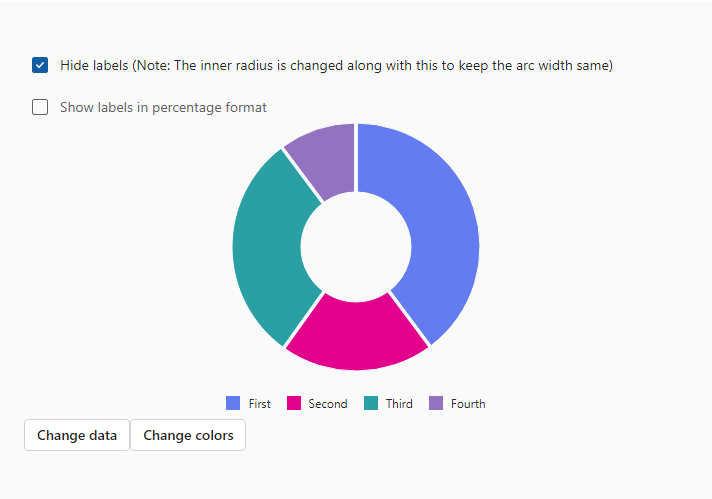 Hide labels (Note: The inner radius is changed along with this to keep the arc width same)
Show labels in percentage format
First Second Third Fourth
Change data Change colors